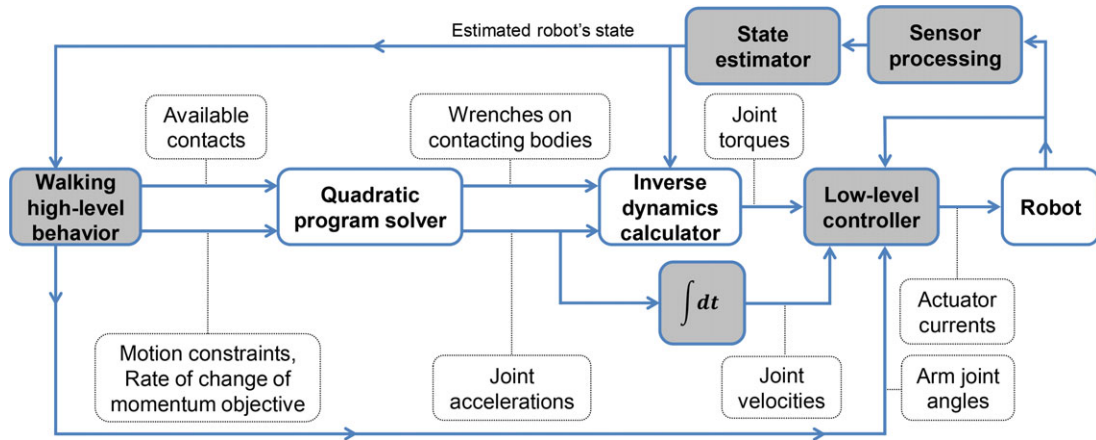 Estimated robot's state
State
estimator
Sensor
processing
Available
contacts
Wrenches on
contacting bodies
Joint
torques
Walking
high-level
behavior
Quadratic
program solver
Inverse
dynamics
calculator
Low-level
controller
Robot
∫ dt
Motion constraints,
Rate of change of
momentum objective
Joint
accelerations
Joint
velocities
Actuator
currents
Arm joint
angles